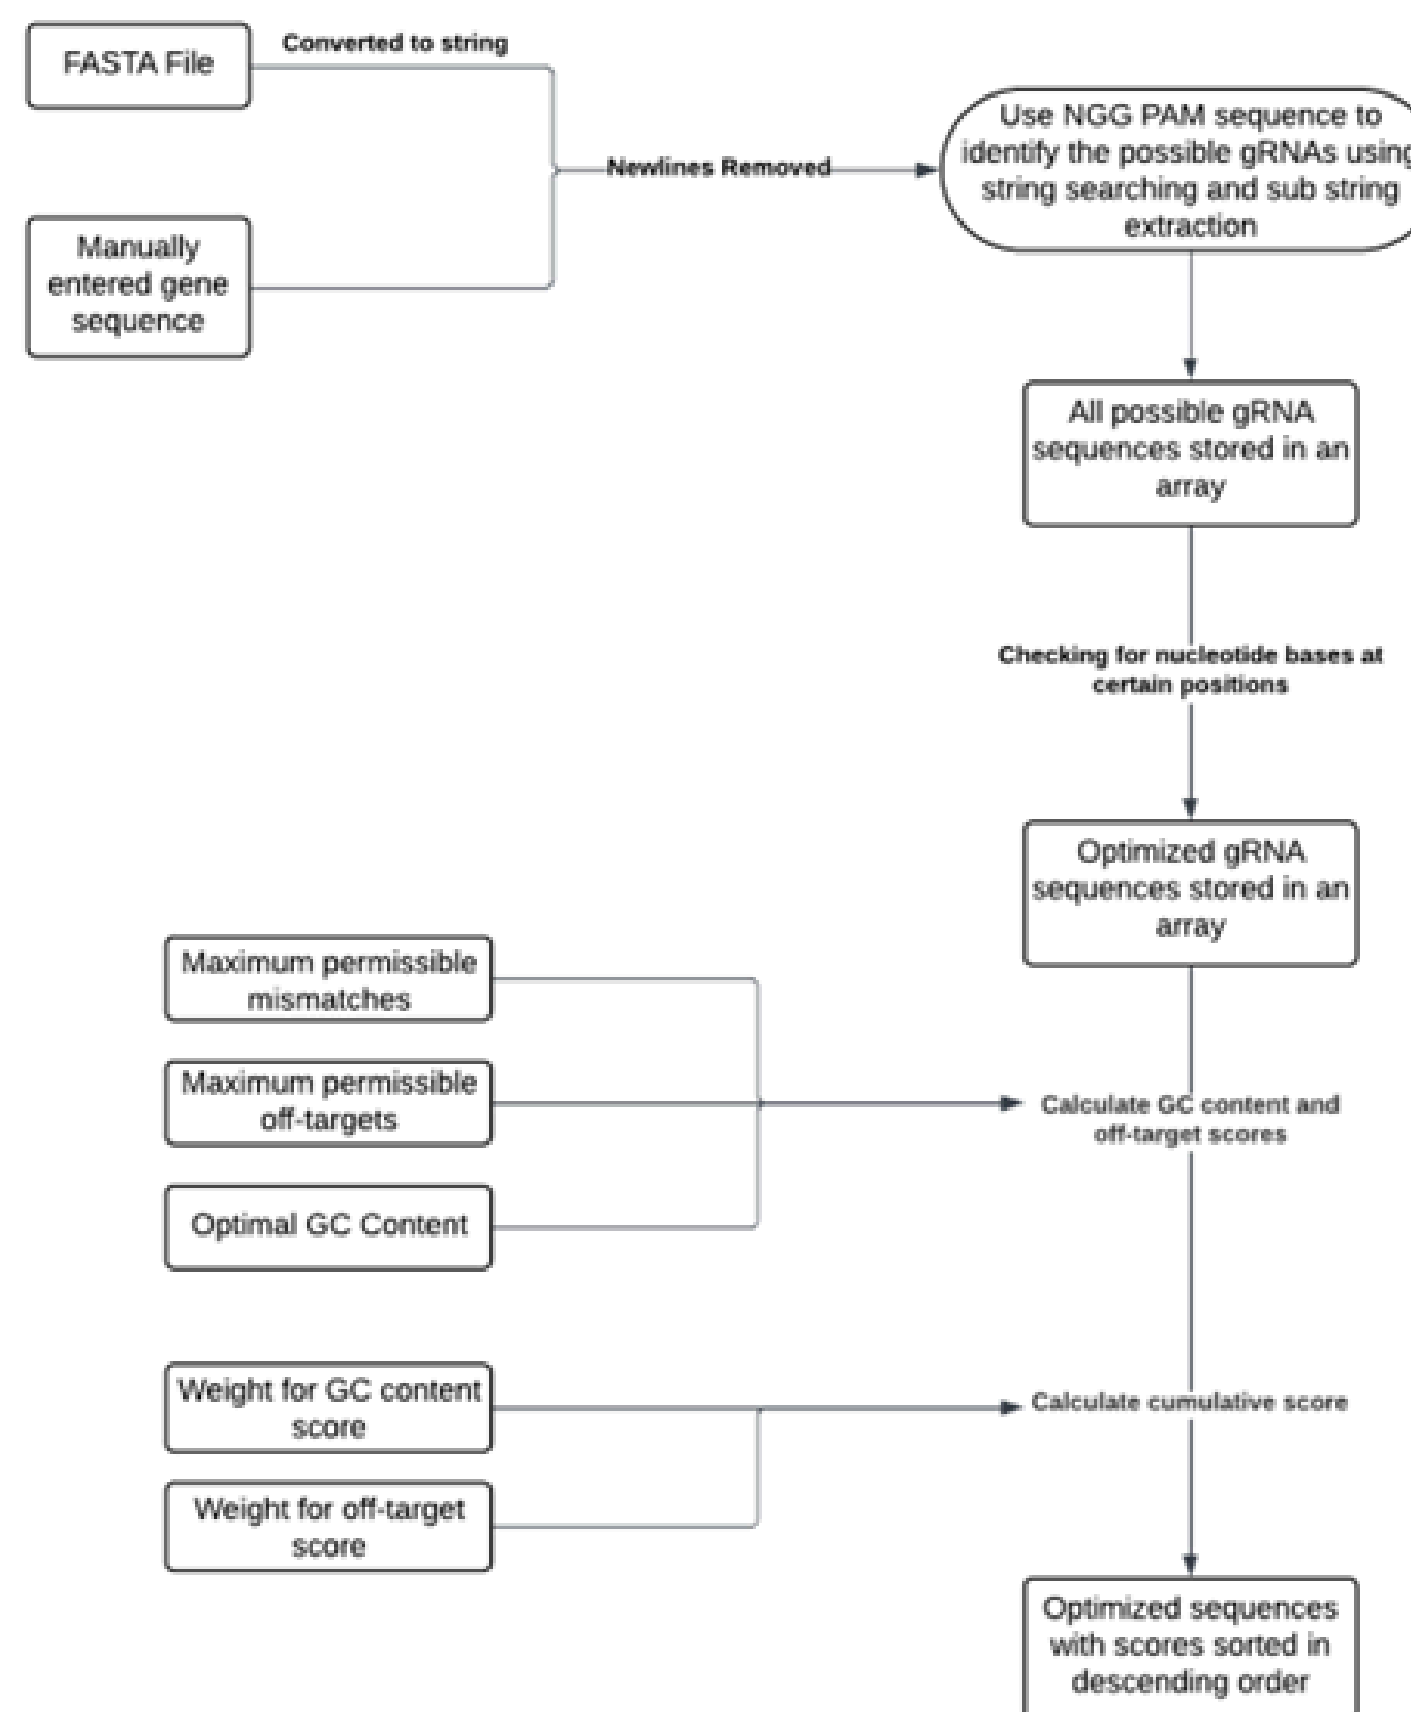 FASTA File
Converted to string
Manually
entered gene
sequence
Newlines Removed
Use NGG PAM sequence to
identify the possible gRNAs using
string searching and sub string
extraction
All possible gRNA
sequences stored in an
array
Checking for nucleotide bases at
certain positions
Optimized gRNA
sequences stored in an
array
Maximum permissible
mismatches
Maximum permissible
off-targets
Optimal GC Content
Calculate GC content and
off-target scores
Weight for GC content
score
Weight for off-target
score
Calculate cumulative score
Optimized sequences
with scores sorted in
descending order